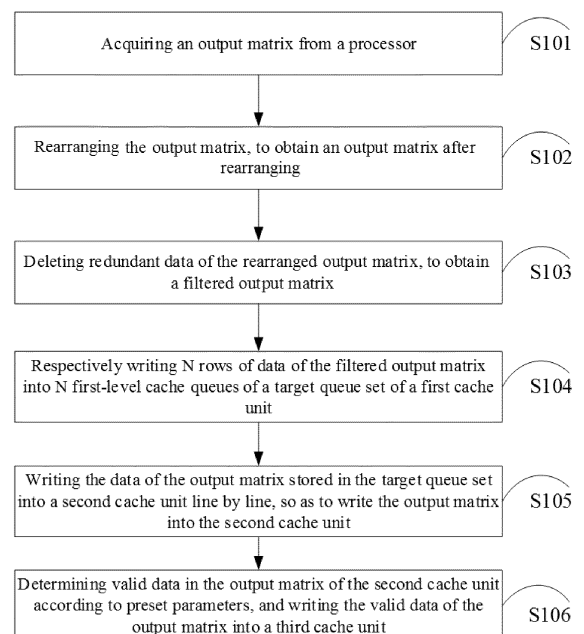 Acquiring an output matrix from a processor
S101
Rearranging the output matrix, to obtain an output matrix after
rearranging
S102
Deleting redundant data of the rearranged output matrix, to obtain
a filtered output matrix
S103
Respectively writing N rows of data of the filtered output matrix
into N first-level cache queues of a target queue set of a first cache
unit
S104
Writing the data of the output matrix stored in the target queue set
into a second cache unit line by line, so as to write the output matrix
into the second cache unit
S105
Determining valid data in the output matrix of the second cache unit
according to preset parameters, and writing the valid data of the
output matrix into a third cache unit
S106